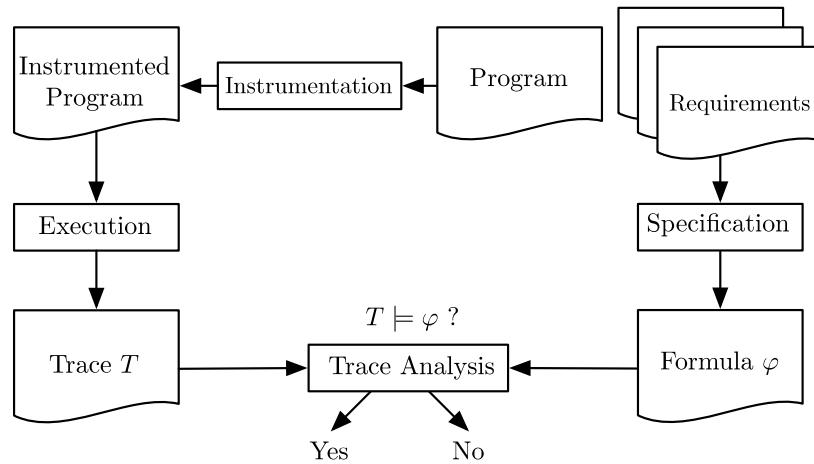 Instrumented
Program
Instrumentation
Program
Requirements
Execution
Specification
T ⊨ φ ?
Trace T
Trace Analysis
Formula φ
Yes
No